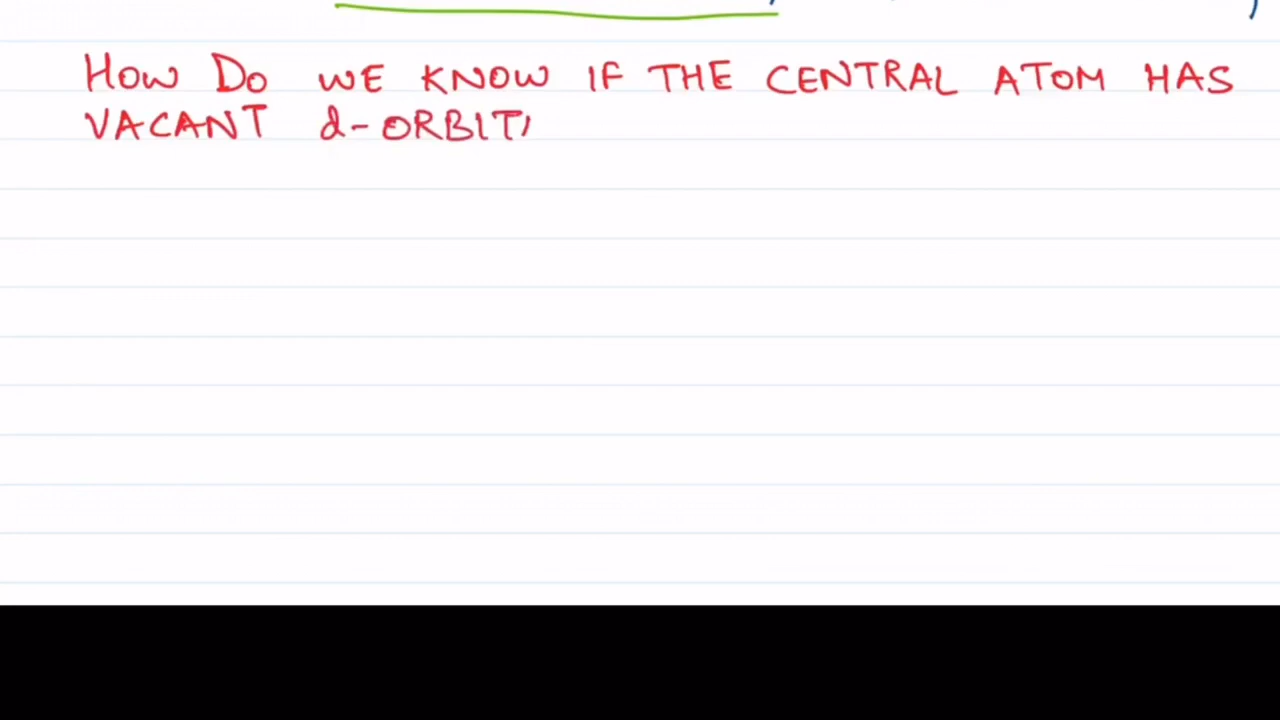 HOW DO WE KNOW IF THE CENTRAL ATOM HAS
VACANT d-ORBIT